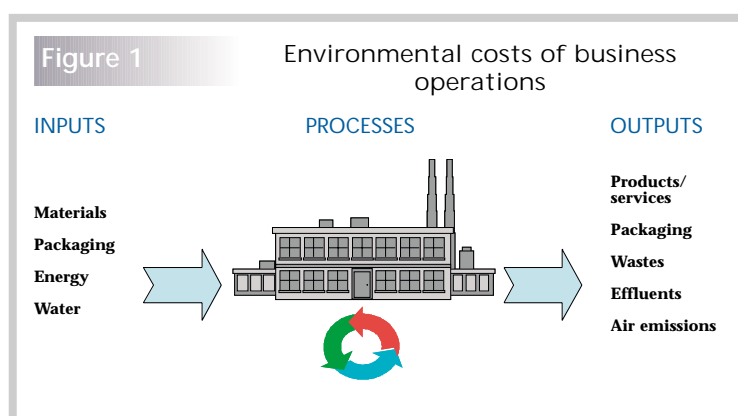 Figure 1
Environmental costs of business
operations
INPUTS
PROCESSES
OUTPUTS
Materials
Packaging
Energy
Water
Products/
services
Packaging
Wastes
Effluents
Air emissions